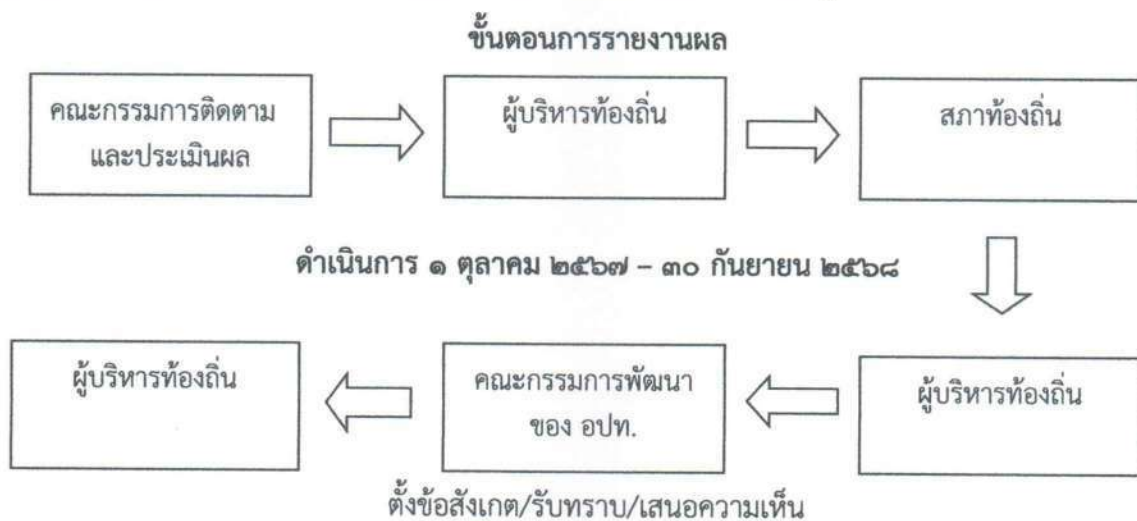 ขั้นตอนการรายงานผล
คณะกรรมการติดตาม
และประเมินผล
ผู้บริหารท้องถิ่น
สภาท้องถิ่น
ดำเนินการ ๑ ตุลาคม ๒๕๖๗ – ๓๐ กันยายน ๒๕๖๘
ผู้บริหารท้องถิ่น
คณะกรรมการพัฒนา
ของ อปท.
ผู้บริหารท้องถิ่น
ตั้งข้อสังเกต/รับทราบ/เสนอความเห็น